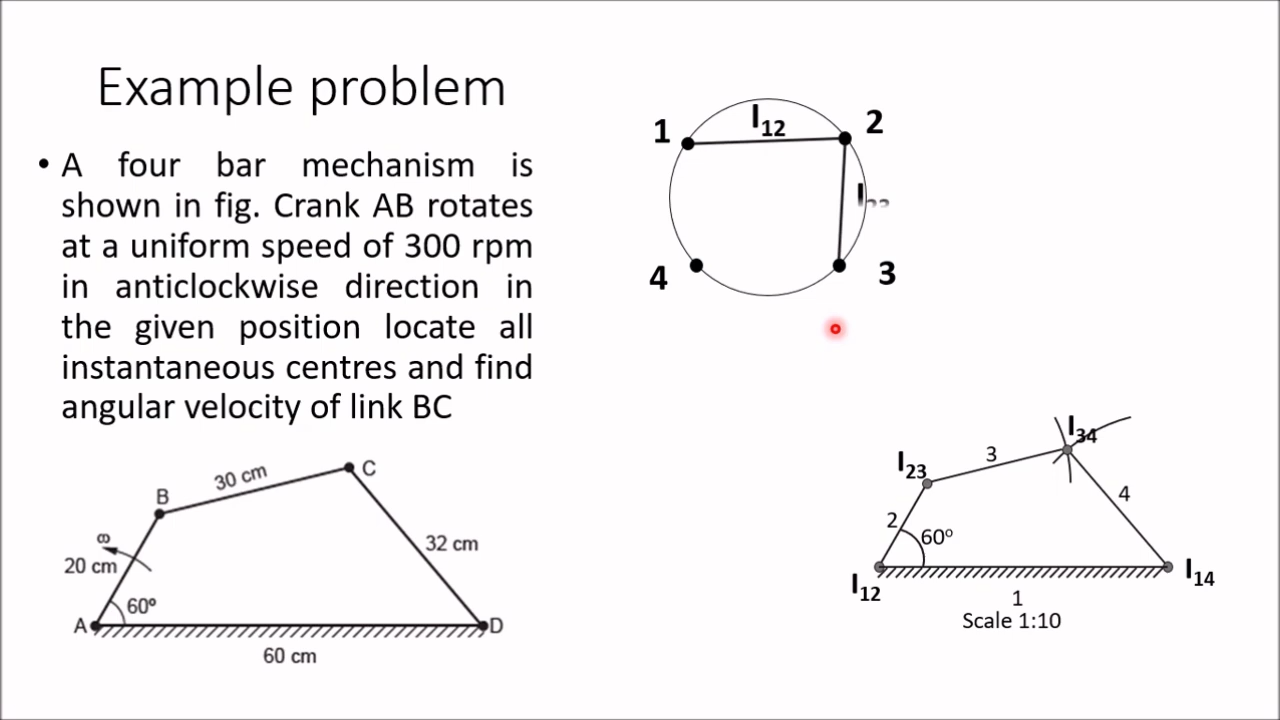 Example problem
• A four bar mechanism is
shown in fig. Crank AB rotates
at a uniform speed of 300 rpm
in anticlockwise direction in
the given position locate all
instantaneous centres and find
angular velocity of link BC
B
30 cm
C
ω
20 cm
32 cm
60º
A
D
60 cm
1
I12
2
4
3
I34
I23
3
4
2
60º
I12
I14
1
Scale 1:10